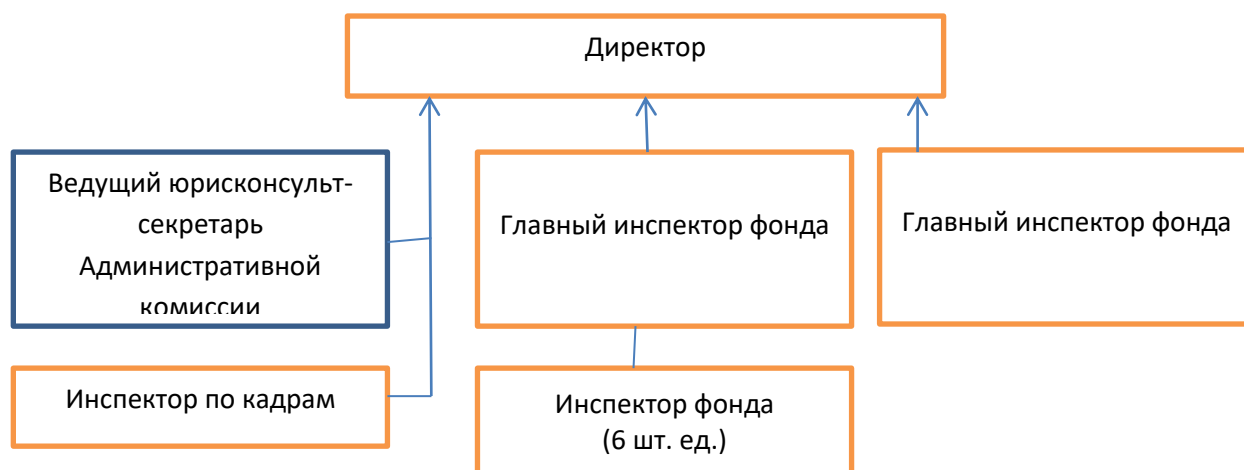 Директор
Ведущий юрисконсульт-
секретарь
Административной
комиссии
Главный инспектор фонда
Главный инспектор фонда
Инспектор по кадрам
Инспектор фонда
(6 шт. ед.)